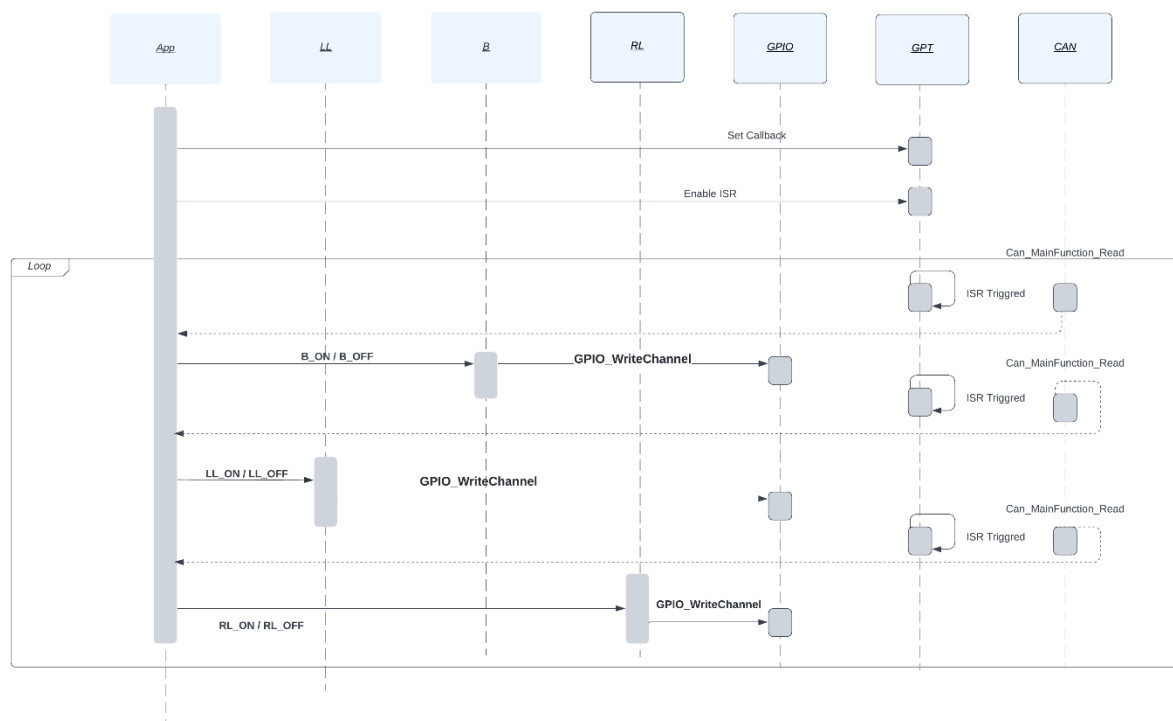 App
LL
B
RL
GPIO
GPT
CAN
Set Callback
Enable ISR
Can_MainFunction_Read
Loop
ISR Triggred
B_ON / B_OFF
GPIO_WriteChannel
Can_MainFunction_Read
ISR Triggred
LL_ON / LL_OFF
GPIO_WriteChannel
Can_MainFunction_Read
ISR Triggred
GPIO_WriteChannel
RL_ON / RL_OFF